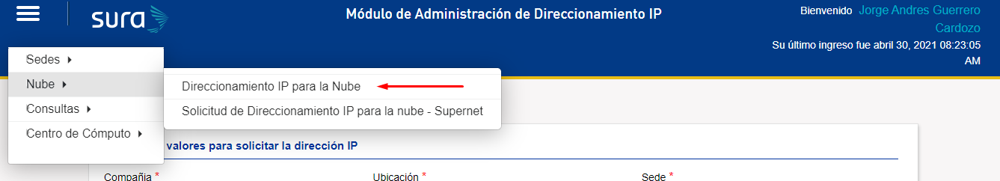 sura
Módulo de Administración de Direccionamiento IP
Bienvenido Jorge Andres Guerrero
Cardozo
Su último ingreso fue abril 30, 2021 08:23:05
AM
Sedes
Nube
Consultas
Centro de Cómputo
Direccionamiento IP para la Nube
Solicitud de Direccionamiento IP para la nube - Supernet
valores para solicitar la dirección IP
Compañia * Ubicación * Sede *